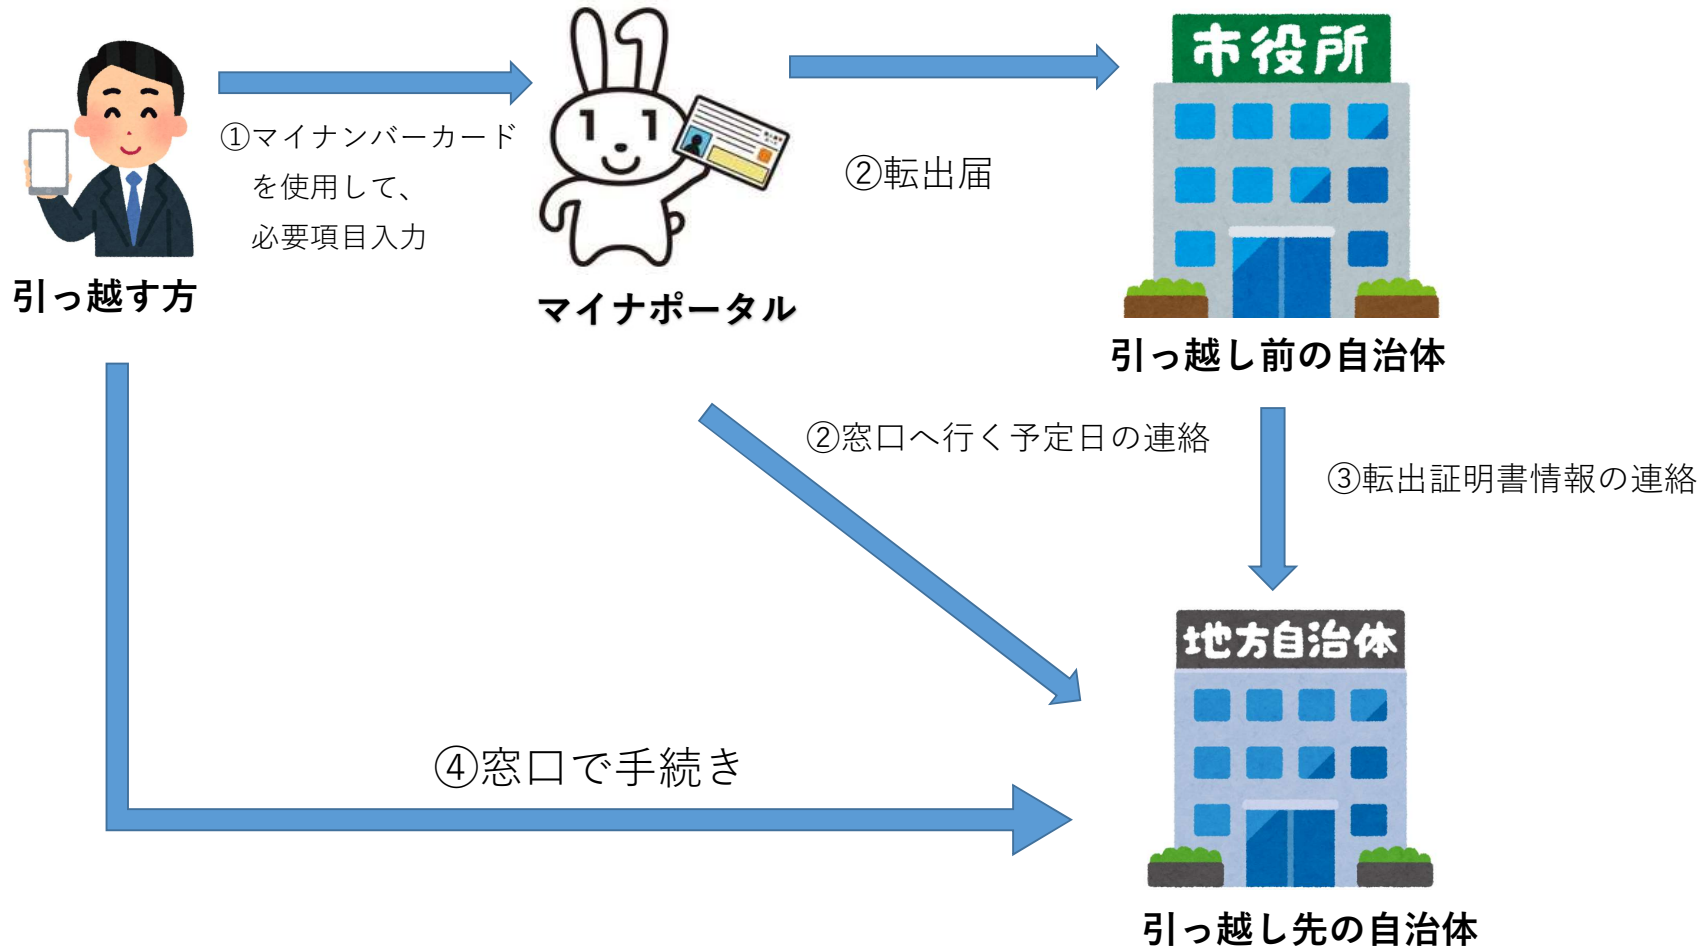 市役所
①マイナンバーカード
を使用して、
必要項目入力
②転出届
引っ越す方
マイナポータル
引っ越し前の自治体
②窓口へ行く予定日の連絡
③転出証明書情報の連絡
地方自治体
④窓口で手続き
引っ越し先の自治体